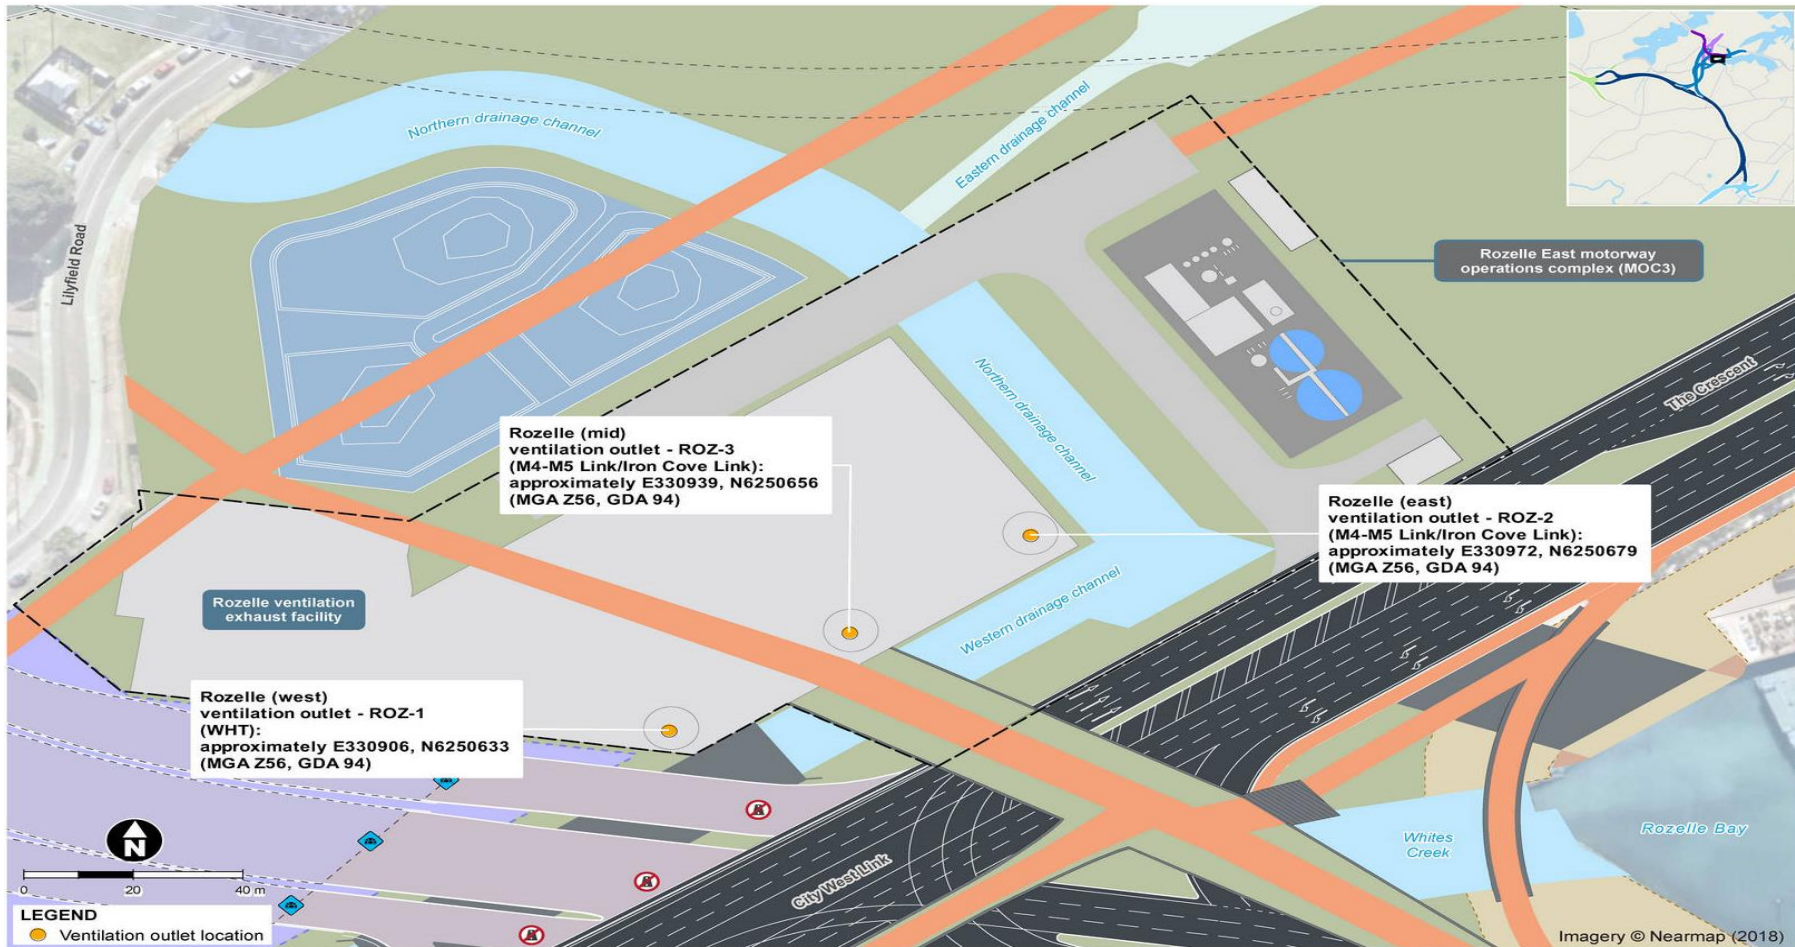 Northern drainage channel
Eastern drainage channel
Lilyfield Road
Rozelle East motorway
operations complex (MOC3)
The Crescent
Northern drainage channel
Rozelle (mid)
ventilation outlet - ROZ-3
(M4-M5 Link/Iron Cove Link):
approximately E330939, N6250656
(MGA Z56, GDA 94)
Rozelle (east)
ventilation outlet - ROZ-2
(M4-M5 Link/Iron Cove Link):
approximately E330972, N6250679
(MGA Z56, GDA 94)
Rozelle ventilation
exhaust facility
Western drainage channel
Rozelle (west)
ventilation outlet - ROZ-1
(WHT):
approximately E330906, N6250633
(MGA Z56, GDA 94)
N
0 20 40 m
City West Link
Whites
Creek
Rozelle Bay
LEGEND
Ventilation outlet location
Imagery © Nearmap (2018)